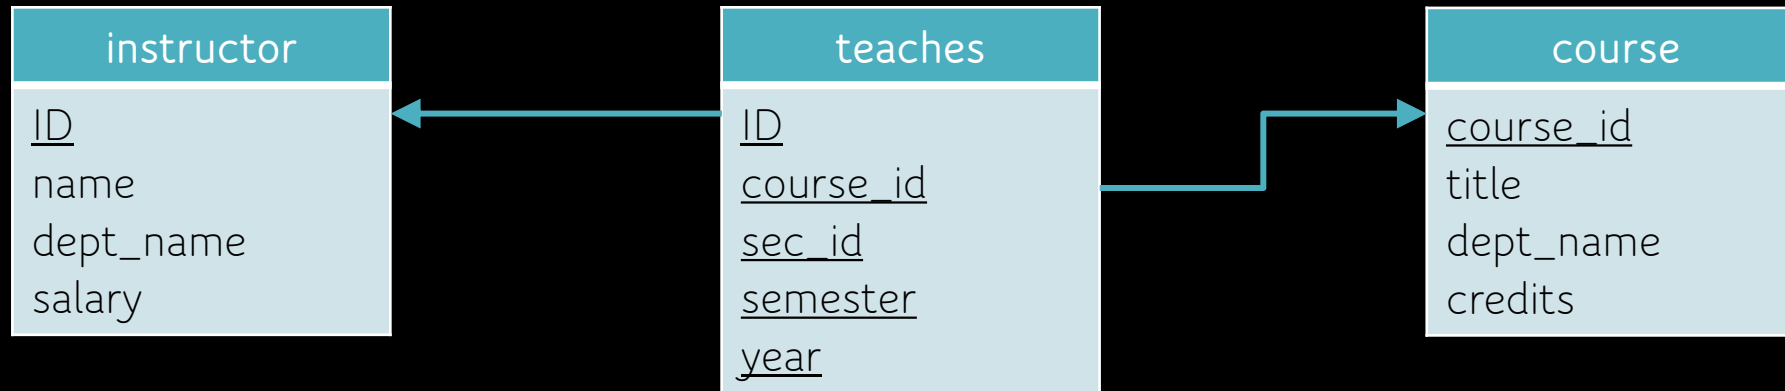 instructor
ID
name
dept_name
salary
teaches
ID
course_id
sec_id
semester
year
course
course_id
title
dept_name
credits